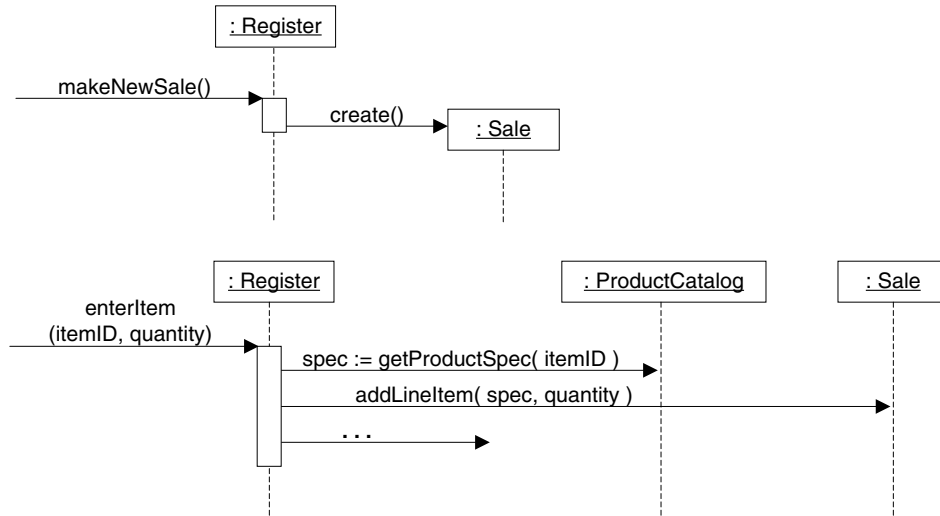 : Register
makeNewSale()
create()
: Sale
: Register
: ProductCatalog
: Sale
enterItem
(itemID, quantity)
spec := getProductSpec( itemID )
addLineItem( spec, quantity )
. . .